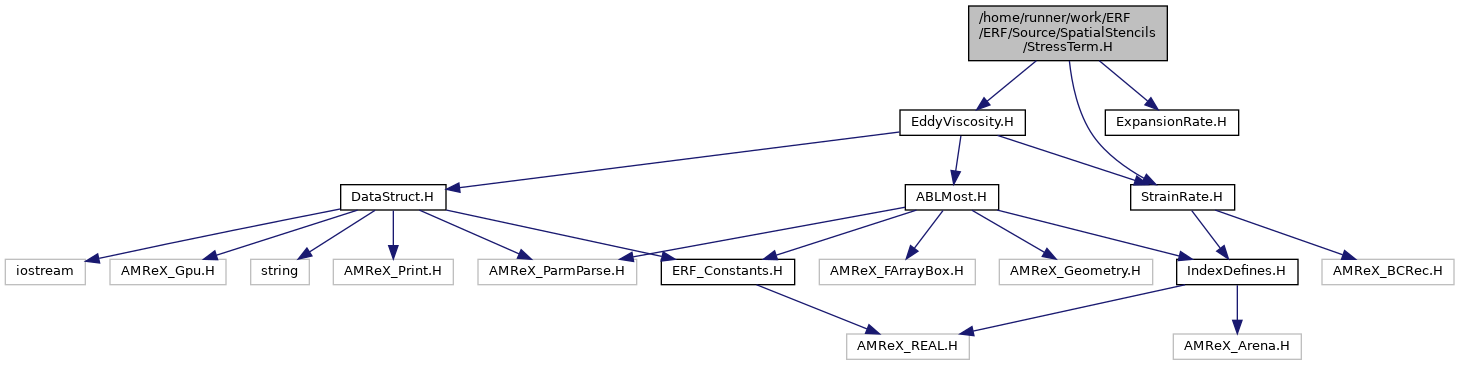 /home/runner/work/ERF
/ERF/Source/SpatialStencils
/StressTerm.H
EddyViscosity.H
ExpansionRate.H
DataStruct.H
ABLMost.H
StrainRate.H
iostream
AMReX_Gpu.H
string
AMReX_Print.H
AMReX_ParmParse.H
ERF_Constants.H
AMReX_FArrayBox.H
AMReX_Geometry.H
IndexDefines.H
AMReX_BCRec.H
AMReX_REAL.H
AMReX_Arena.H